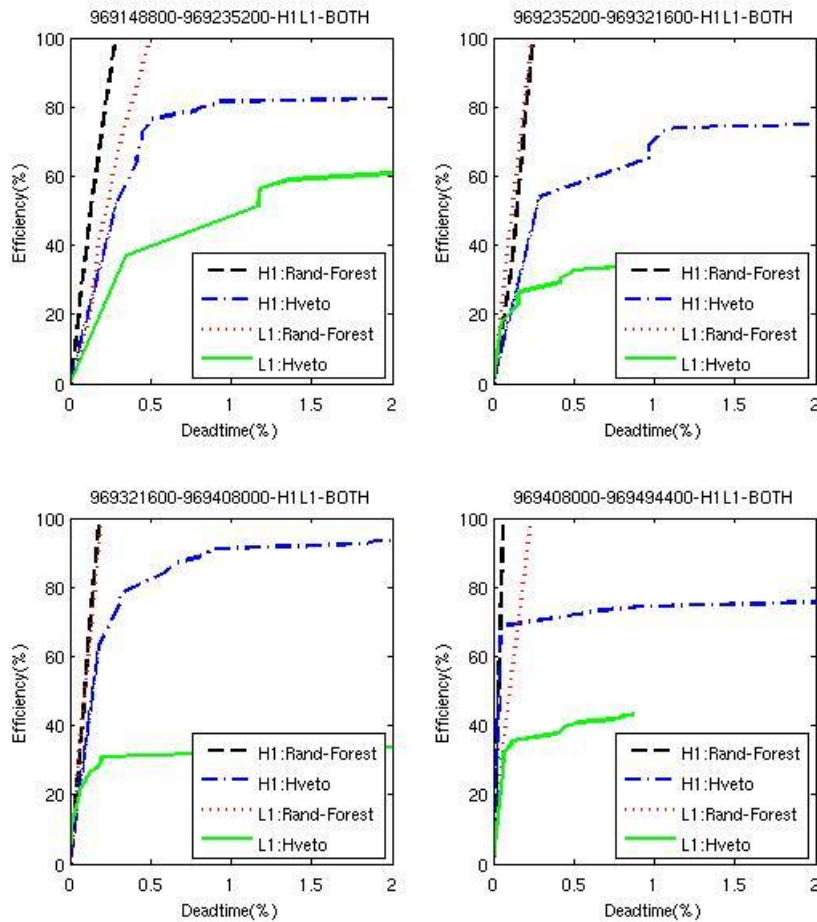 969148800-969235200-H1L1-BOTH
100
80
60
40
20
0
Efficiency(%)
H1:Rand-Forest
H1:Hveto
L1:Rand-Forest
L1:Hveto
0
0.5
1
1.5
2
Deadtime(%)
969235200-969321600-H1L1-BOTH
100
80
60
40
20
0
Efficiency(%)
H1:Rand-Forest
H1:Hveto
L1:Rand-Forest
L1:Hveto
0
0.5
1
1.5
2
Deadtime(%)
969321600-969408000-H1L1-BOTH
100
80
60
40
20
0
Efficiency(%)
H1:Rand-Forest
H1:Hveto
L1:Rand-Forest
L1:Hveto
0
0.5
1
1.5
2
Deadtime(%)
969408000-969494400-H1L1-BOTH
100
80
60
40
20
0
Efficiency(%)
H1:Rand-Forest
H1:Hveto
L1:Rand-Forest
L1:Hveto
0
0.5
1
1.5
2
Deadtime(%)